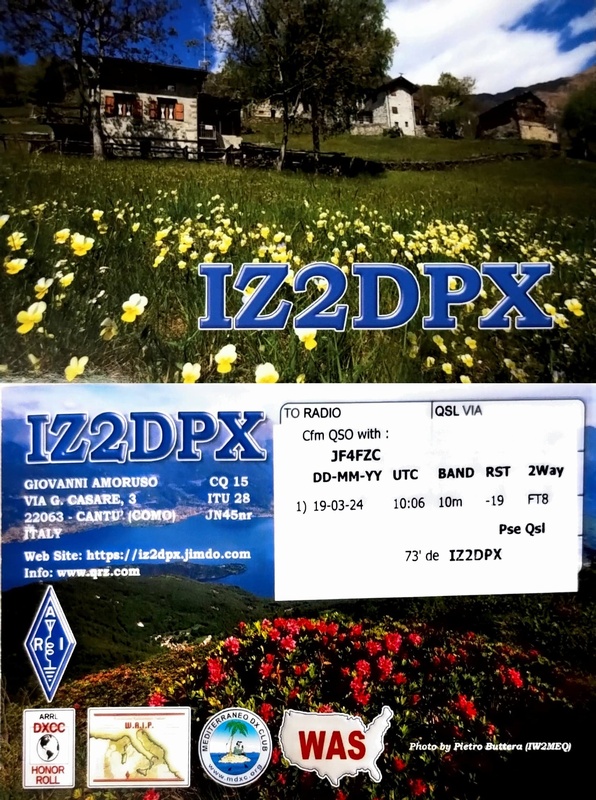 IZ2DPX
IZ2DPX
GIOVANNI AMORUSO CQ 15
VIA G. CASARE, 3 ITU 28
22063 - CANTU' (COMO) JN45nr
ITALY
Web Site: https://iz2dpx.jimdo.com
Info: www.qrz.com
TO RADIO QSL VIA
Cfm QSO with :
JF4FZC
DD-MM-YY UTC BAND RST 2Way
1) 19-03-24 10:06 10m -19 FT8
Pse Qsl
73' de IZ2DPX
A
R I
ARRL
DXCC
HONOR
ROLL
W.A.I.P.
MEDITERRANEO DX CLUB
www.mdxc.org
WAS
Photo by Pietro Buttera (IW2MEQ)